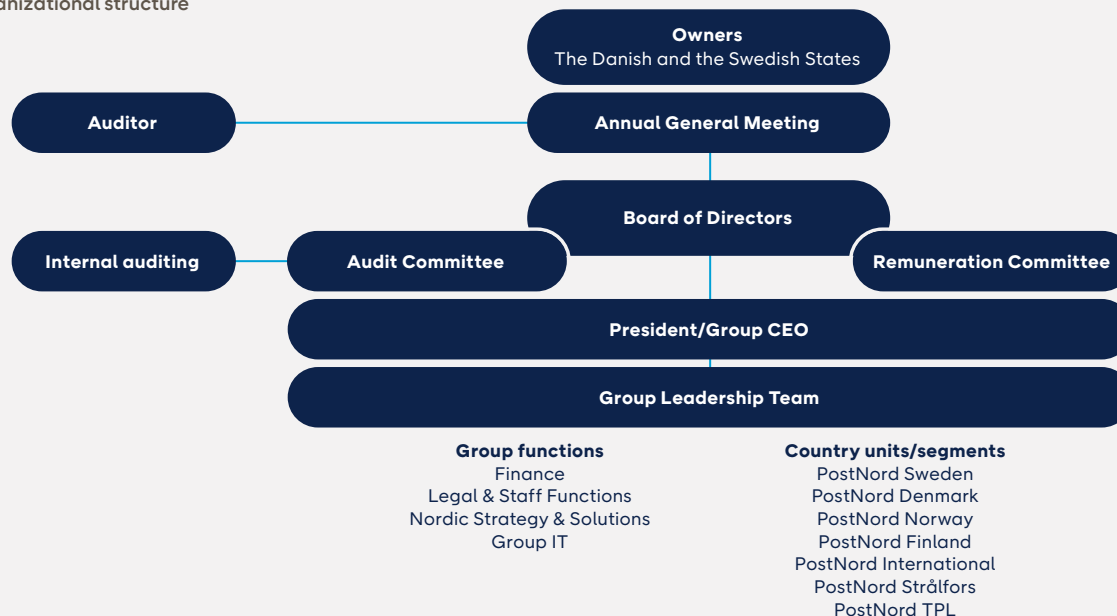 structure
Owners
The Danish and the Swedish States
Auditor
Annual General Meeting
Board of Directors
Internal auditing
Audit Committee
Remuneration Committee
President/Group CEO
Group Leadership Team
Group functions
Finance
Legal & Staff Functions
Nordic Strategy & Solutions
Group IT
Country units/segments
PostNord Sweden
PostNord Denmark
PostNord Norway
PostNord Finland
PostNord International
PostNord Strålfors
PostNord TPL